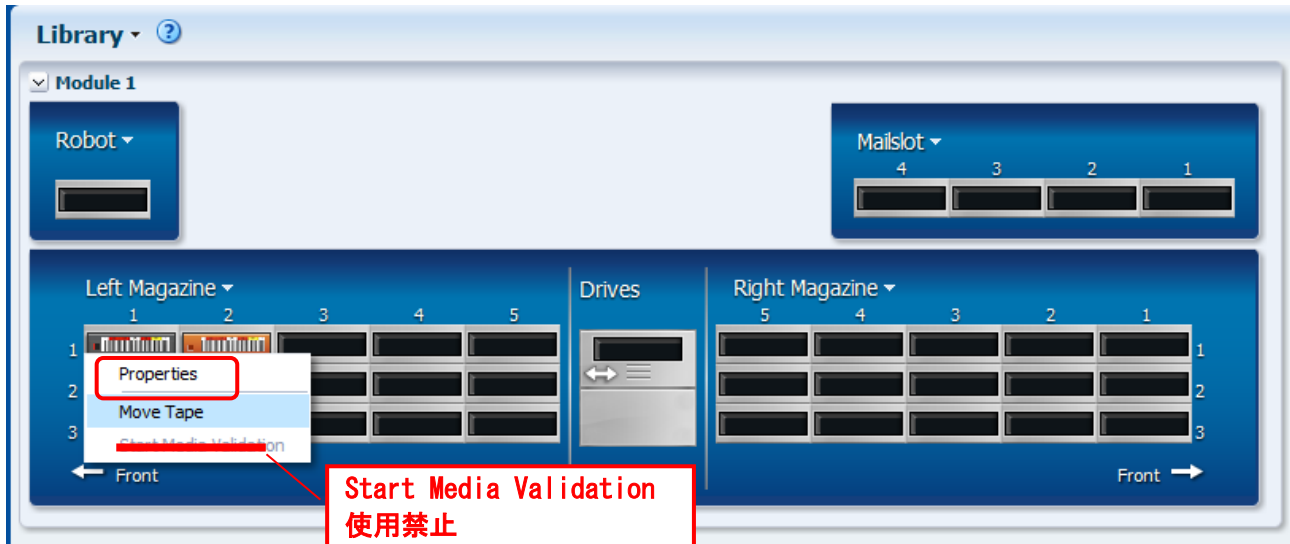 Library
Module 1
Robot
Mailslot
4 3 2 1
Left Magazine
1 2 3 4 5
Drives
Right Magazine
5 4 3 2 1
1
2
3
1
2
3
Properties
Move Tape
Start Media Validation
Front
Front
Start Media Validation
使用禁止